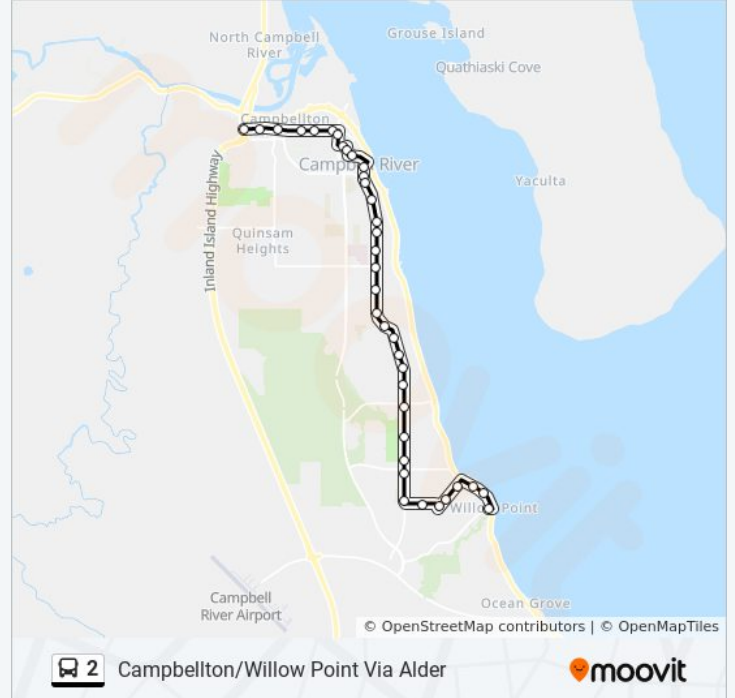 North Campbell
River
Grouse Island
Quathiaski Cove
Campbellton
Campbell River
Inland Island Highway
Yaculta
Quinsam
Heights
Willow Point
Campbell
River Airport
Ocean Grove
© OpenStreetMap contributors | © OpenMapTiles
2 Campbellton/Willow Point Via Alder
moovit